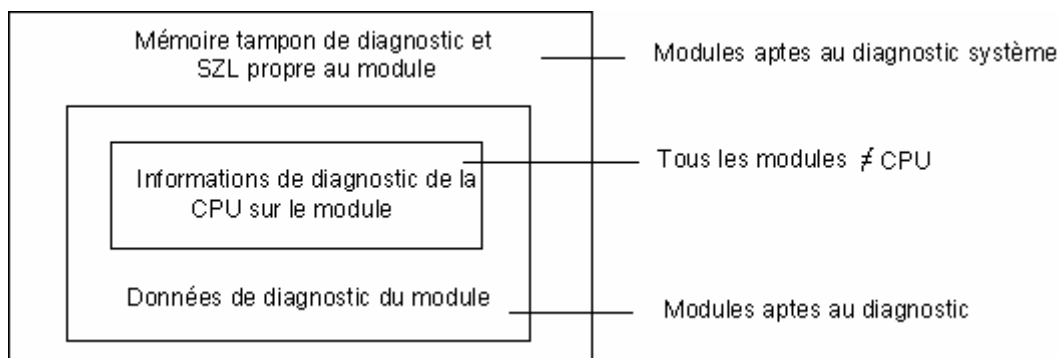 Mémoire tampon de diagnostic et
SZL propre au module
Modules aptes au diagnostic système
Tous les modules ≠ CPU
Informations de diagnostic de la
CPU sur le module
Données de diagnostic du module
Modules aptes au diagnostic